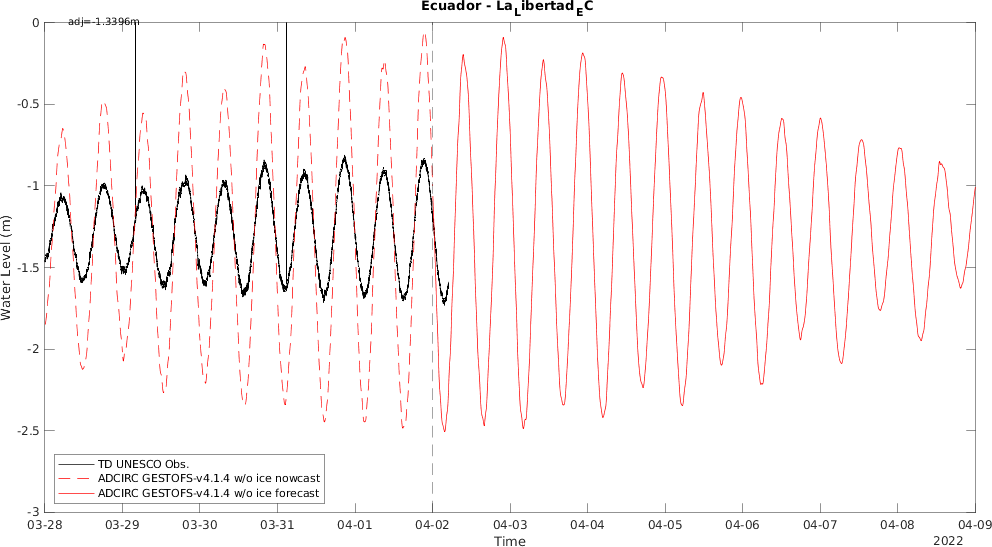 Ecuador - LaLibertadEC
adj=-1.3396m
0
-0.5
-1
-1.5
-2
-2.5
-3
Water Level (m)
TD UNESCO Obs.
ADCIRC GESTOFS-v4.1.4 w/o ice nowcast
ADCIRC GESTOFS-v4.1.4 w/o ice forecast
03-28 03-29 03-30 03-31 04-01 04-02 04-03 04-04 04-05 04-06 04-07 04-08 04-09
Time
2022